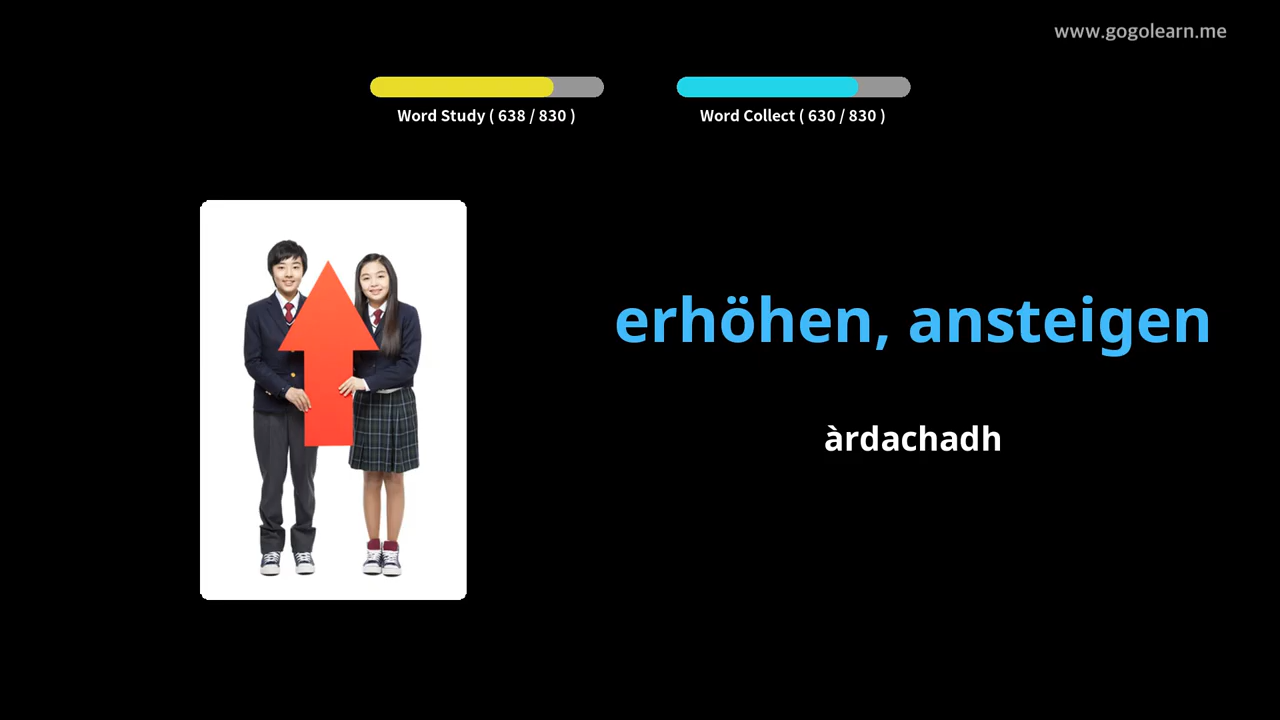 www.gogolearn.me
Word Study ( 638 / 830 )
Word Collect ( 630 / 830 )
erhöhen, ansteigen
àrdachadh